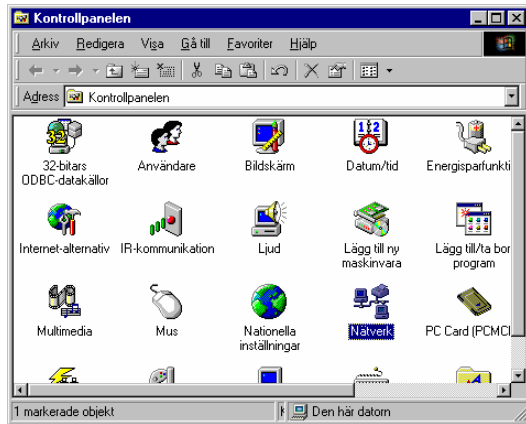 Kontrollpanelen
Arkiv Redigera Visa Gå till Favoriter Hjälp
Adress Kontrollpanelen
32-bitars
ODBC-datakällor
Användare
Bildskärm
Datum/tid
Energisparfunkti
Internet-alternativ
IR-kommunikation
Ljud
Lägg till ny
maskinvara
Lägg till/ta bor
program
Multimedia
Mus
Nationella
inställningar
Nätverk
PC Card (PCMCI
1 markerade objekt
Den här datorn